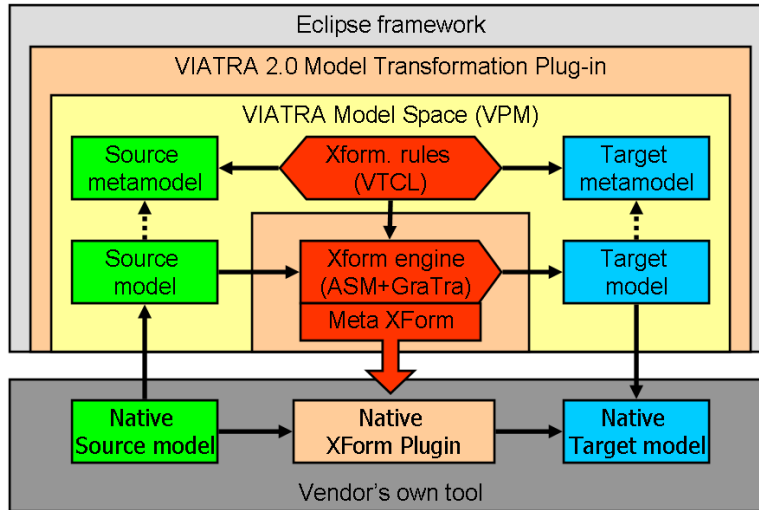 Eclipse framework
VIATRA 2.0 Model Transformation Plug-in
VIATRA Model Space (VPM)
Source
metamodel
Xform. rules
(VTCL)
Target
metamodel
Source
model
Xform engine
(ASM+GraTra)
Meta XForm
Target
model
Native
Source model
Native
XForm Plugin
Native
Target model
Vendor's own tool